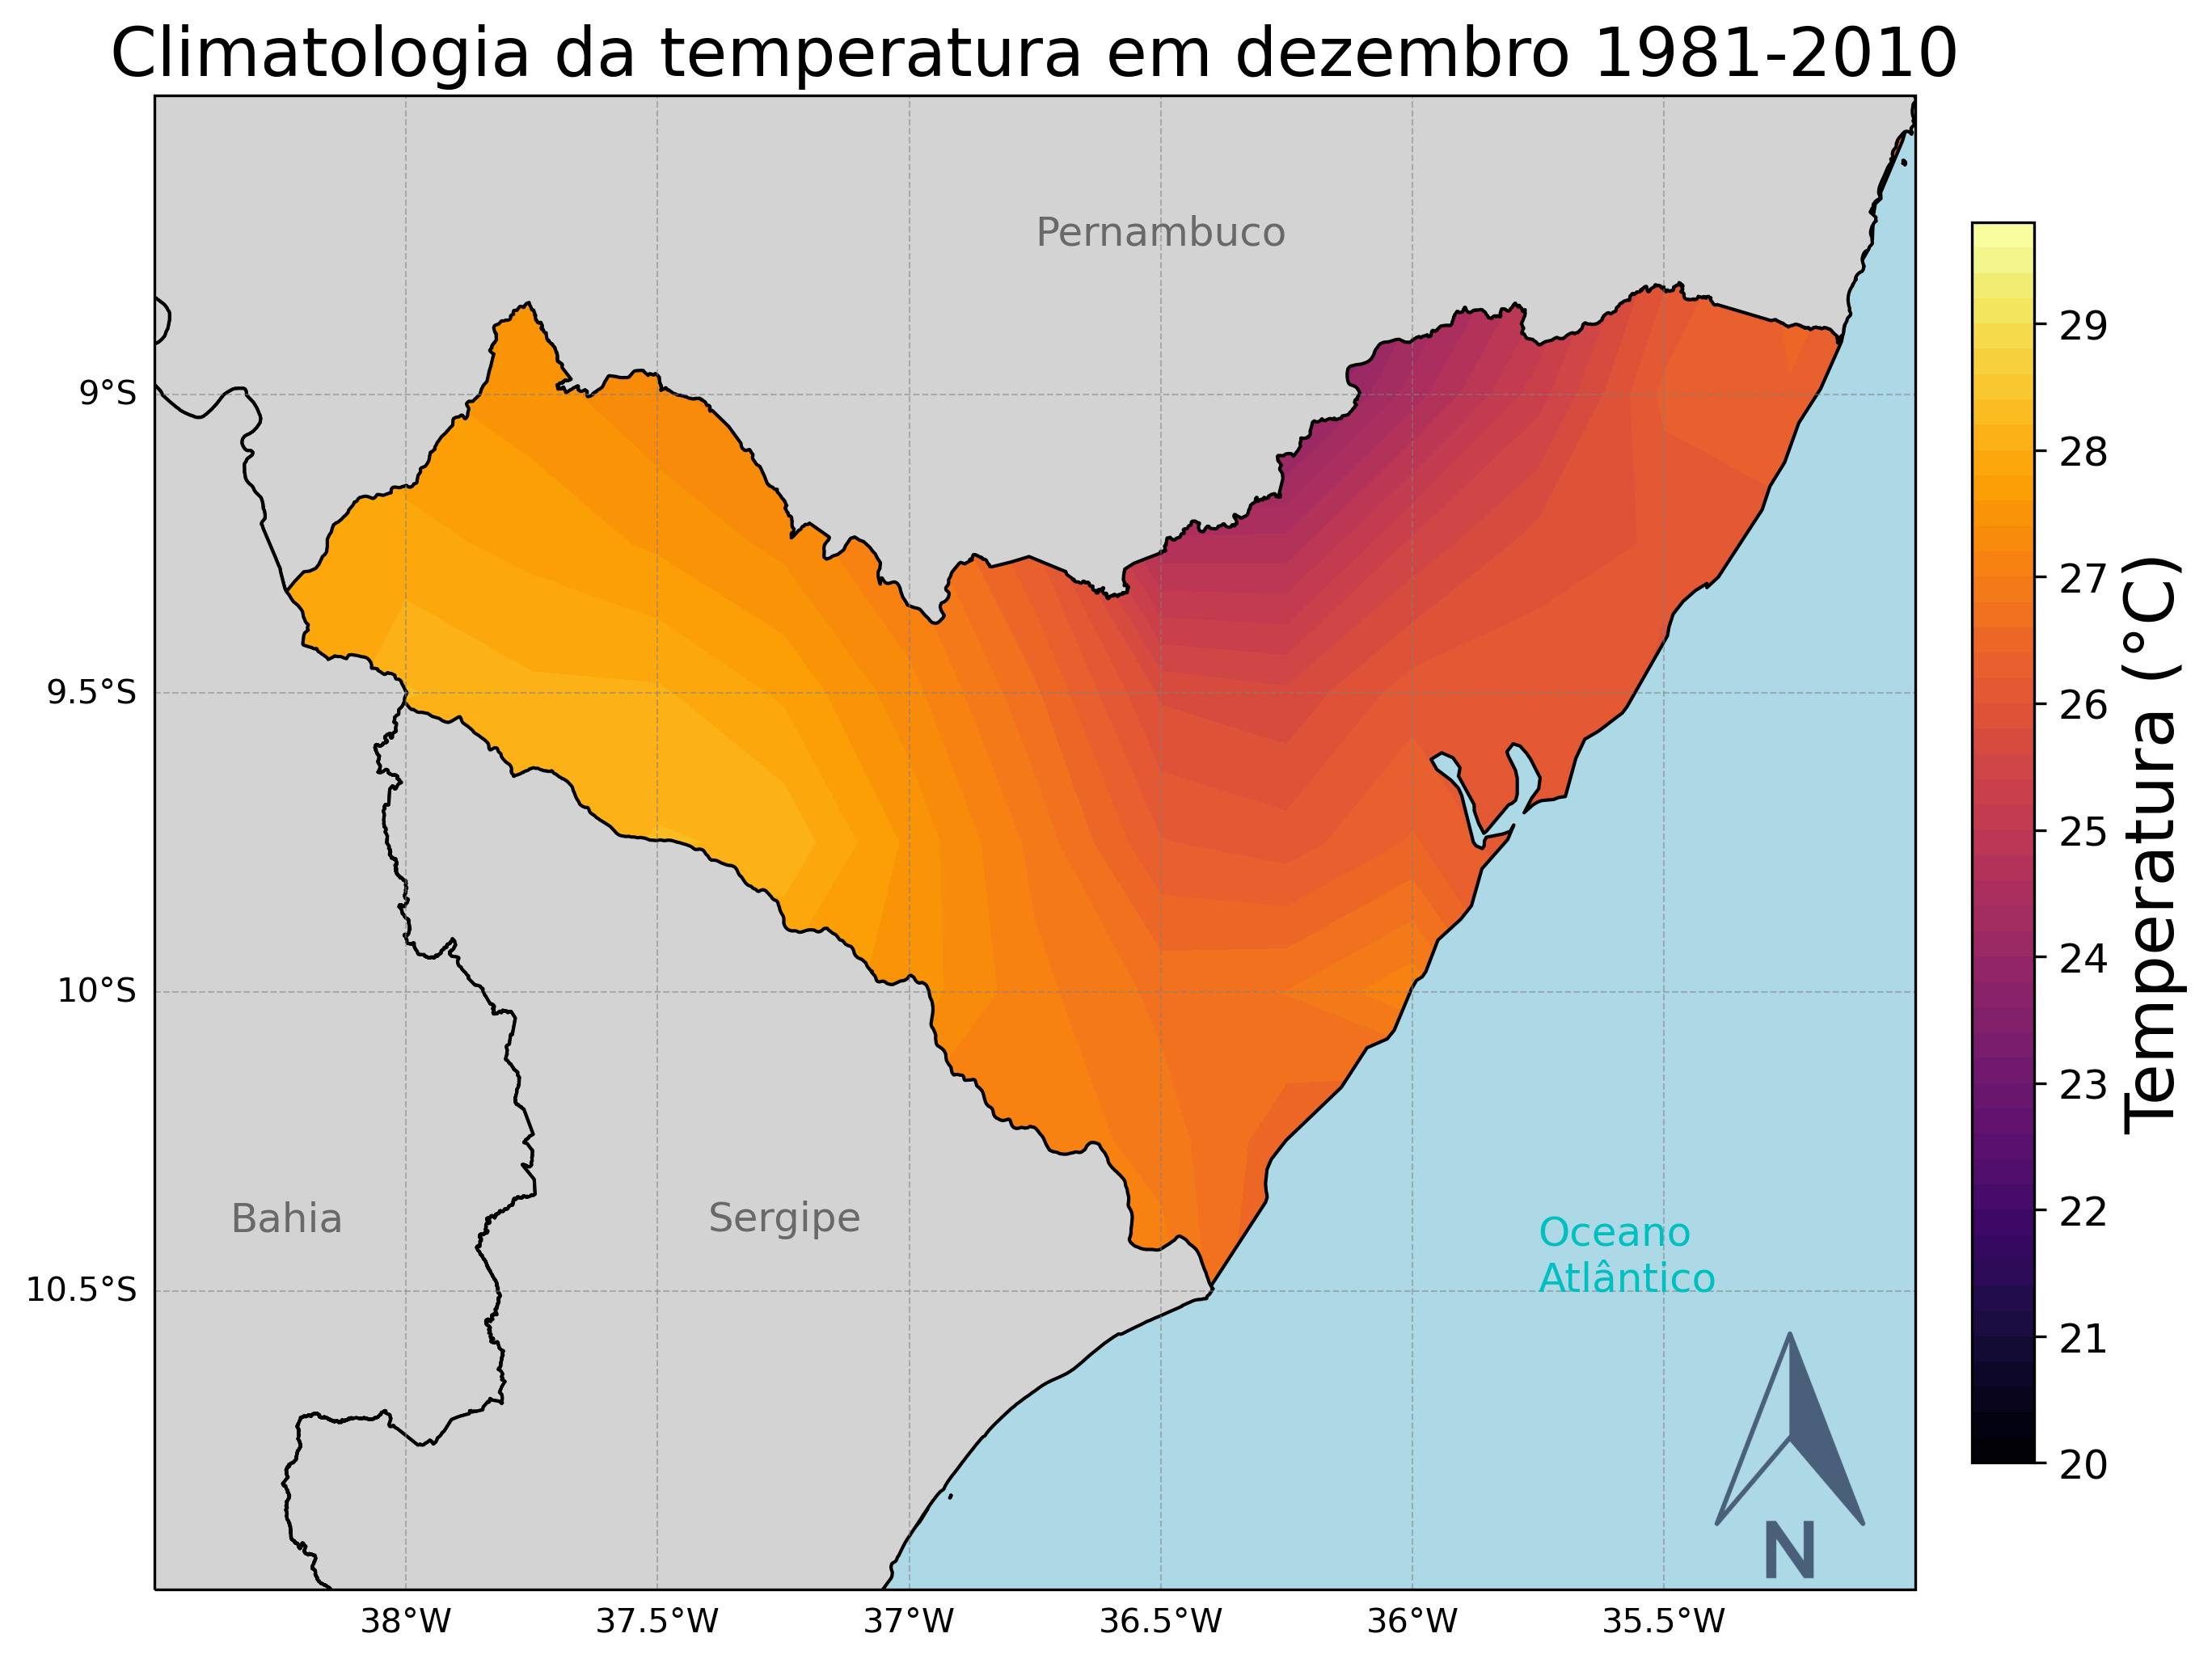 Climatologia da temperatura em dezembro 1981-2010
Pernambuco
Bahia
Sergipe
Oceano
Atlântico
N
9°S
9.5°S
10°S
10.5°S
38°W
37.5°W
37°W
36.5°W
36°W
35.5°W
29
28
27
26
25
24
23
22
21
20
Temperatura (°C)